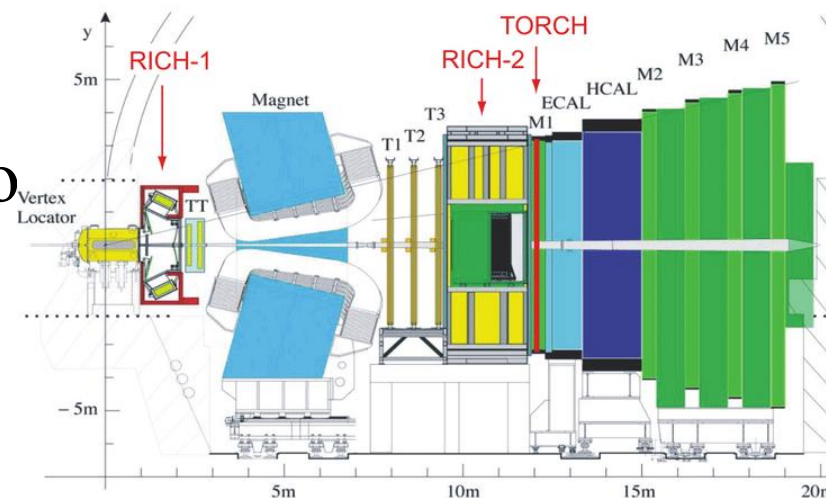 TORCH
y
RICH-1
RICH-2
M4 M5
M3
M2
5m
Magnet
HCAL
ECAL
M1
T3
T2
T1
Vertex
Locator
TT
– 5m
5m
10m
15m